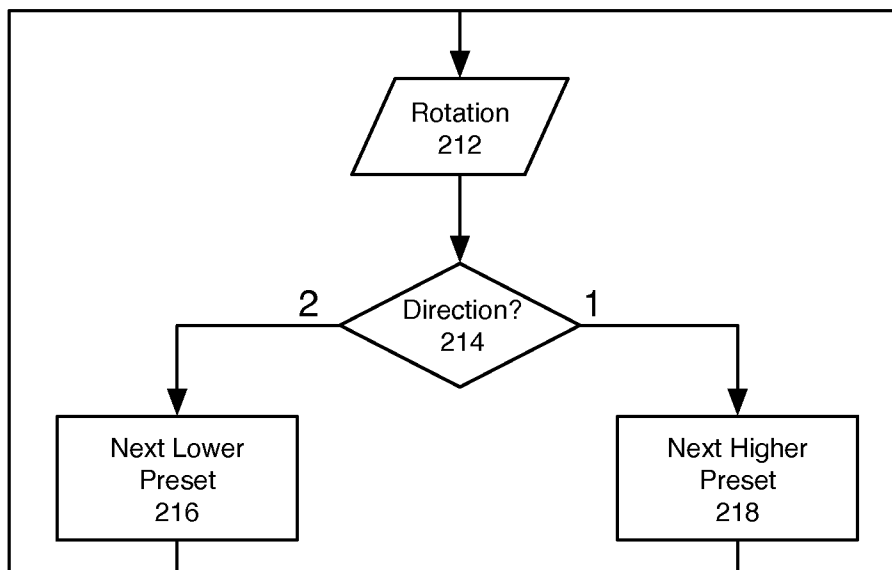 Rotation
212
Direction?
214
2
1
Next Lower
Preset
216
Next Higher
Preset
218